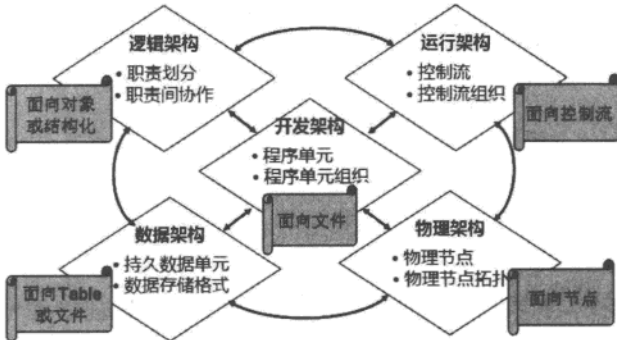 逻辑架构
• 职责划分
• 职责间协作
面向对象
或结构化
运行架构
• 控制流
• 控制流组织
面向控制流
开发架构
• 程序单元
• 程序单元组织
面向文件
数据架构
• 持久数据单元
• 数据存储格式
面向Table
或文件
物理架构
• 物理节点
• 物理节点拓扑
面向节点